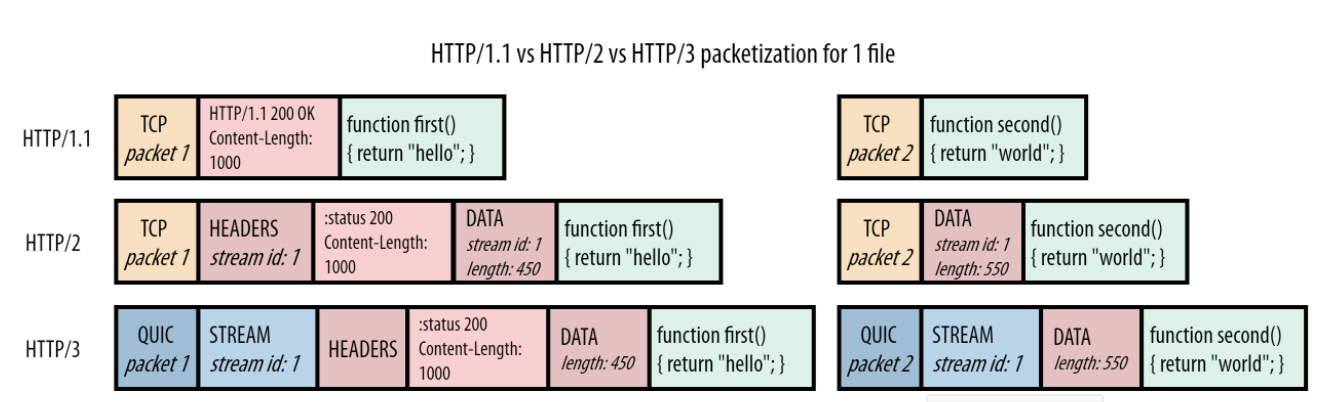 HTTP/1.1 vs HTTP/2 vs HTTP/3 packetization for 1 file
HTTP/1.1
TCP
packet 1
HTTP/1.1 200 OK
Content-Length:
1000
function first()
{ return "hello"; }
TCP
packet 2
function second()
{ return "world"; }
HTTP/2
TCP
packet 1
HEADERS
stream id: 1
:status 200
Content-Length:
1000
DATA
stream id: 1
length: 450
function first()
{ return "hello"; }
TCP
packet 2
DATA
stream id: 1
length: 550
function second()
{ return "world"; }
HTTP/3
QUIC
packet 1
STREAM
stream id: 1
HEADERS
:status 200
Content-Length:
1000
DATA
length: 450
function first()
{ return "hello"; }
QUIC
packet 2
STREAM
stream id: 1
DATA
length: 550
function second()
{ return "world"; }